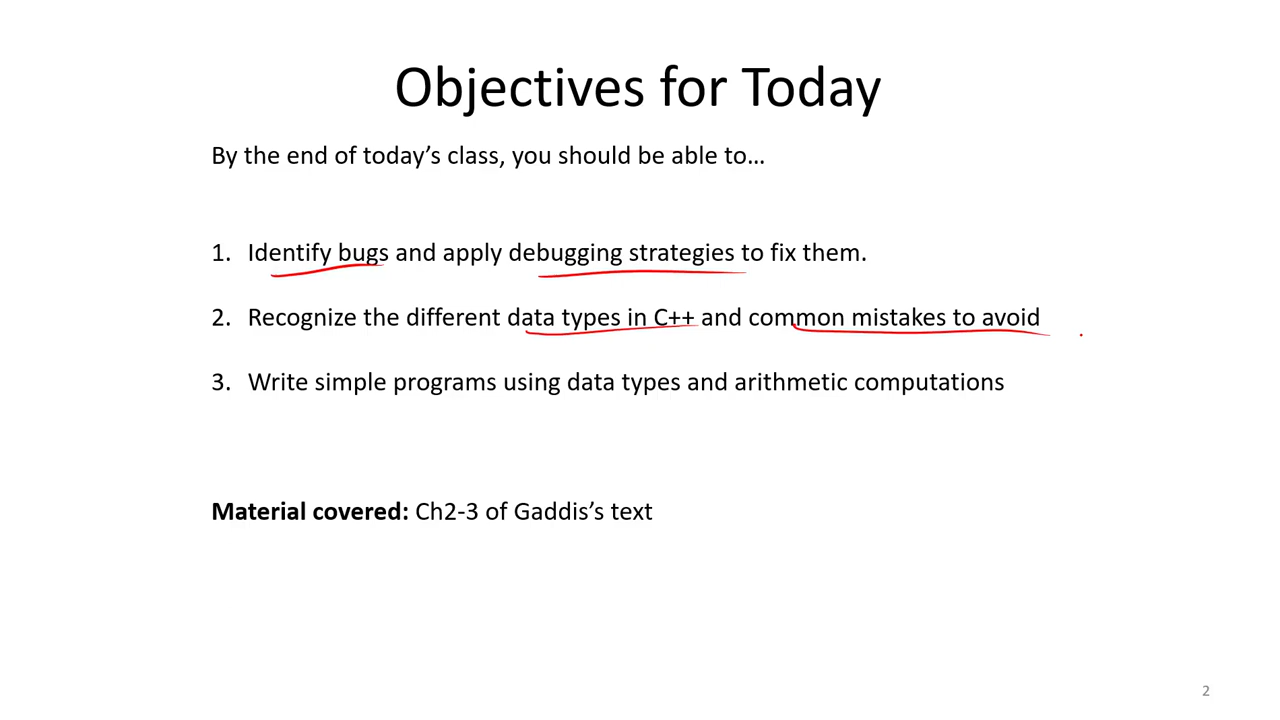 Objectives for Today
By the end of today’s class, you should be able to…
1. Identify bugs and apply debugging strategies to fix them.
2. Recognize the different data types in C++ and common mistakes to avoid
3. Write simple programs using data types and arithmetic computations
Material covered: Ch2-3 of Gaddis’s text
2